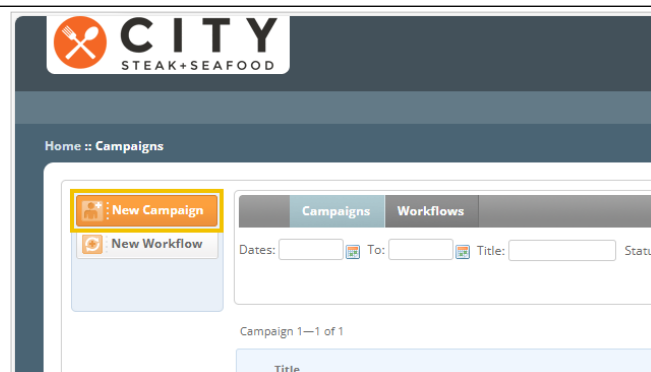 CITY
STEAK+SEAFOOD
Home :: Campaigns
New Campaign
Campaigns Workflows
New Workflow
Dates: To: Title:
Campaign 1—1 of 1
Title